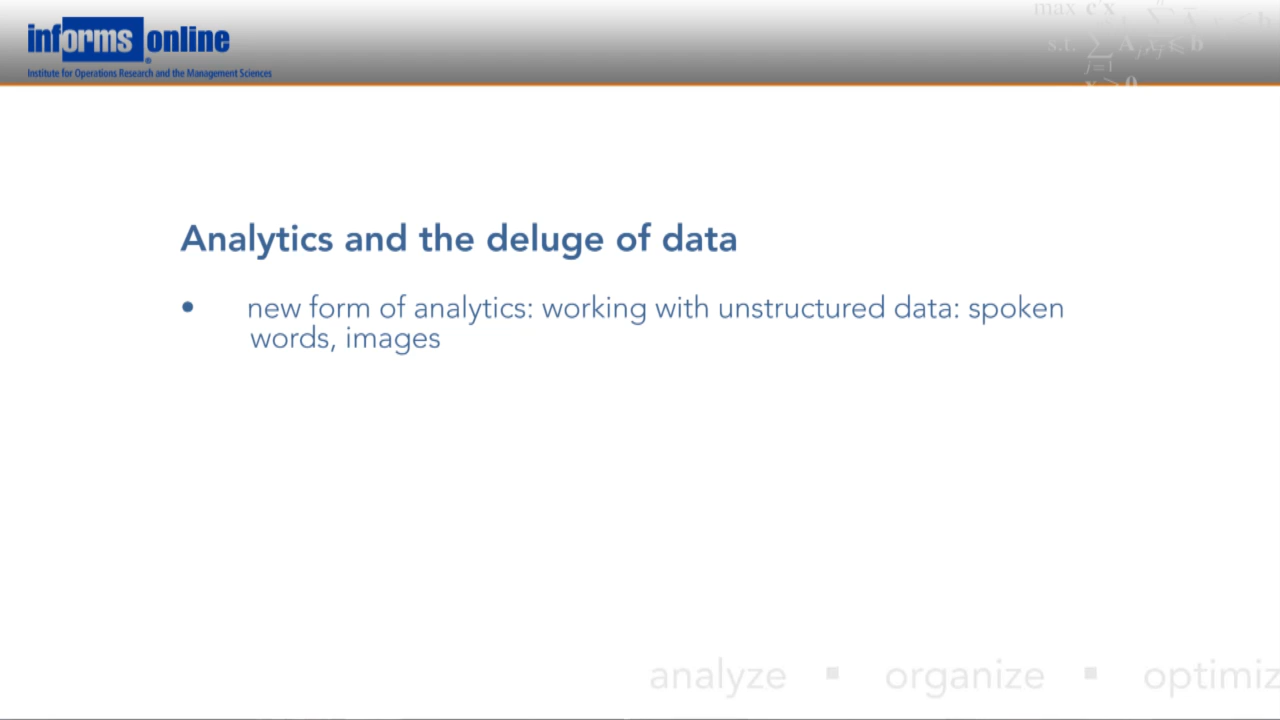 informs online
Institute for Operations Research and the Management Sciences
max c'x
s.t.
Analytics and the deluge of data
• new form of analytics: working with unstructured data: spoken
words, images
analyze ▪ organize ▪ optimiz